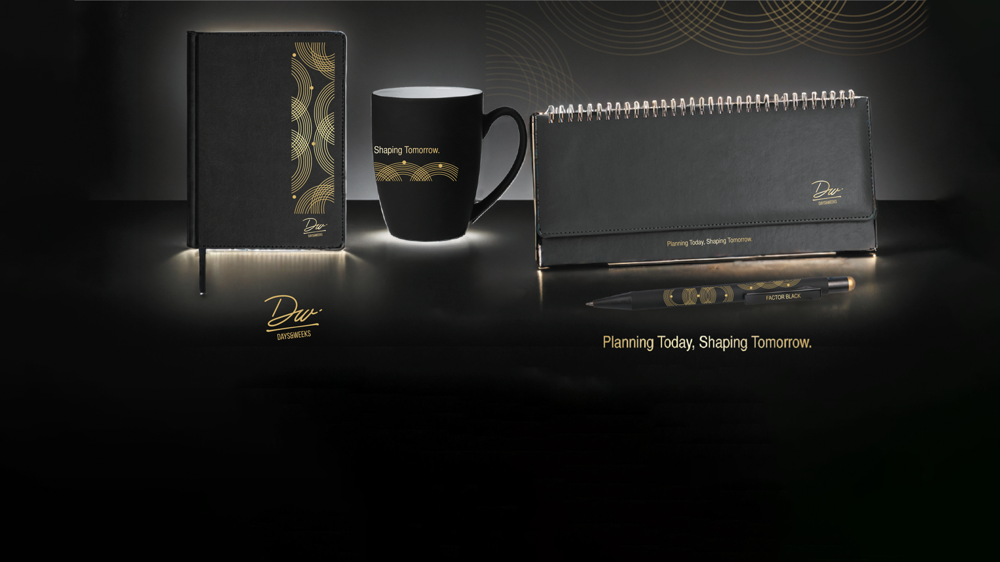 Dw.
DAYS&WEEKS
Shaping Tomorrow.
Dw.
DAYS&WEEKS
Planning Today, Shaping Tomorrow.
FACTOR BLACK
Dw.
DAYS&WEEKS
Planning Today, Shaping Tomorrow.